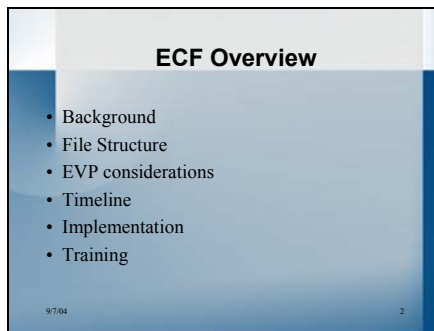 ECF Overview
• Background
• File Structure
• EVP considerations
• Timeline
• Implementation
• Training
9/7/04 2